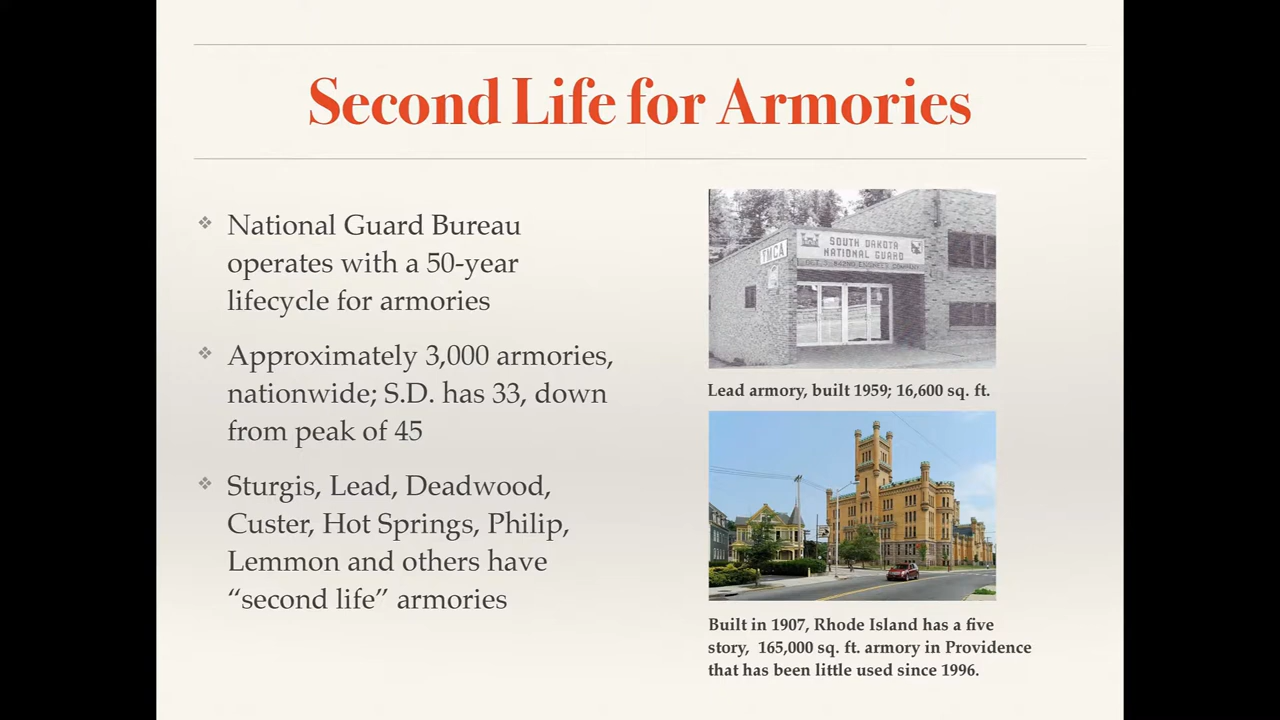 Second Life for Armories
❖ National Guard Bureau
operates with a 50-year
lifecycle for armories
❖ Approximately 3,000 armories,
nationwide; S.D. has 33, down
from peak of 45
❖ Sturgis, Lead, Deadwood,
Custer, Hot Springs, Philip,
Lemmon and others have
“second life” armories
YMCA
SOUTH DAKOTA
NATIONAL GUARD
Lead armory, built 1959; 16,600 sq. ft.
Built in 1907, Rhode Island has a five
story, 165,000 sq. ft. armory in Providence
that has been little used since 1996.